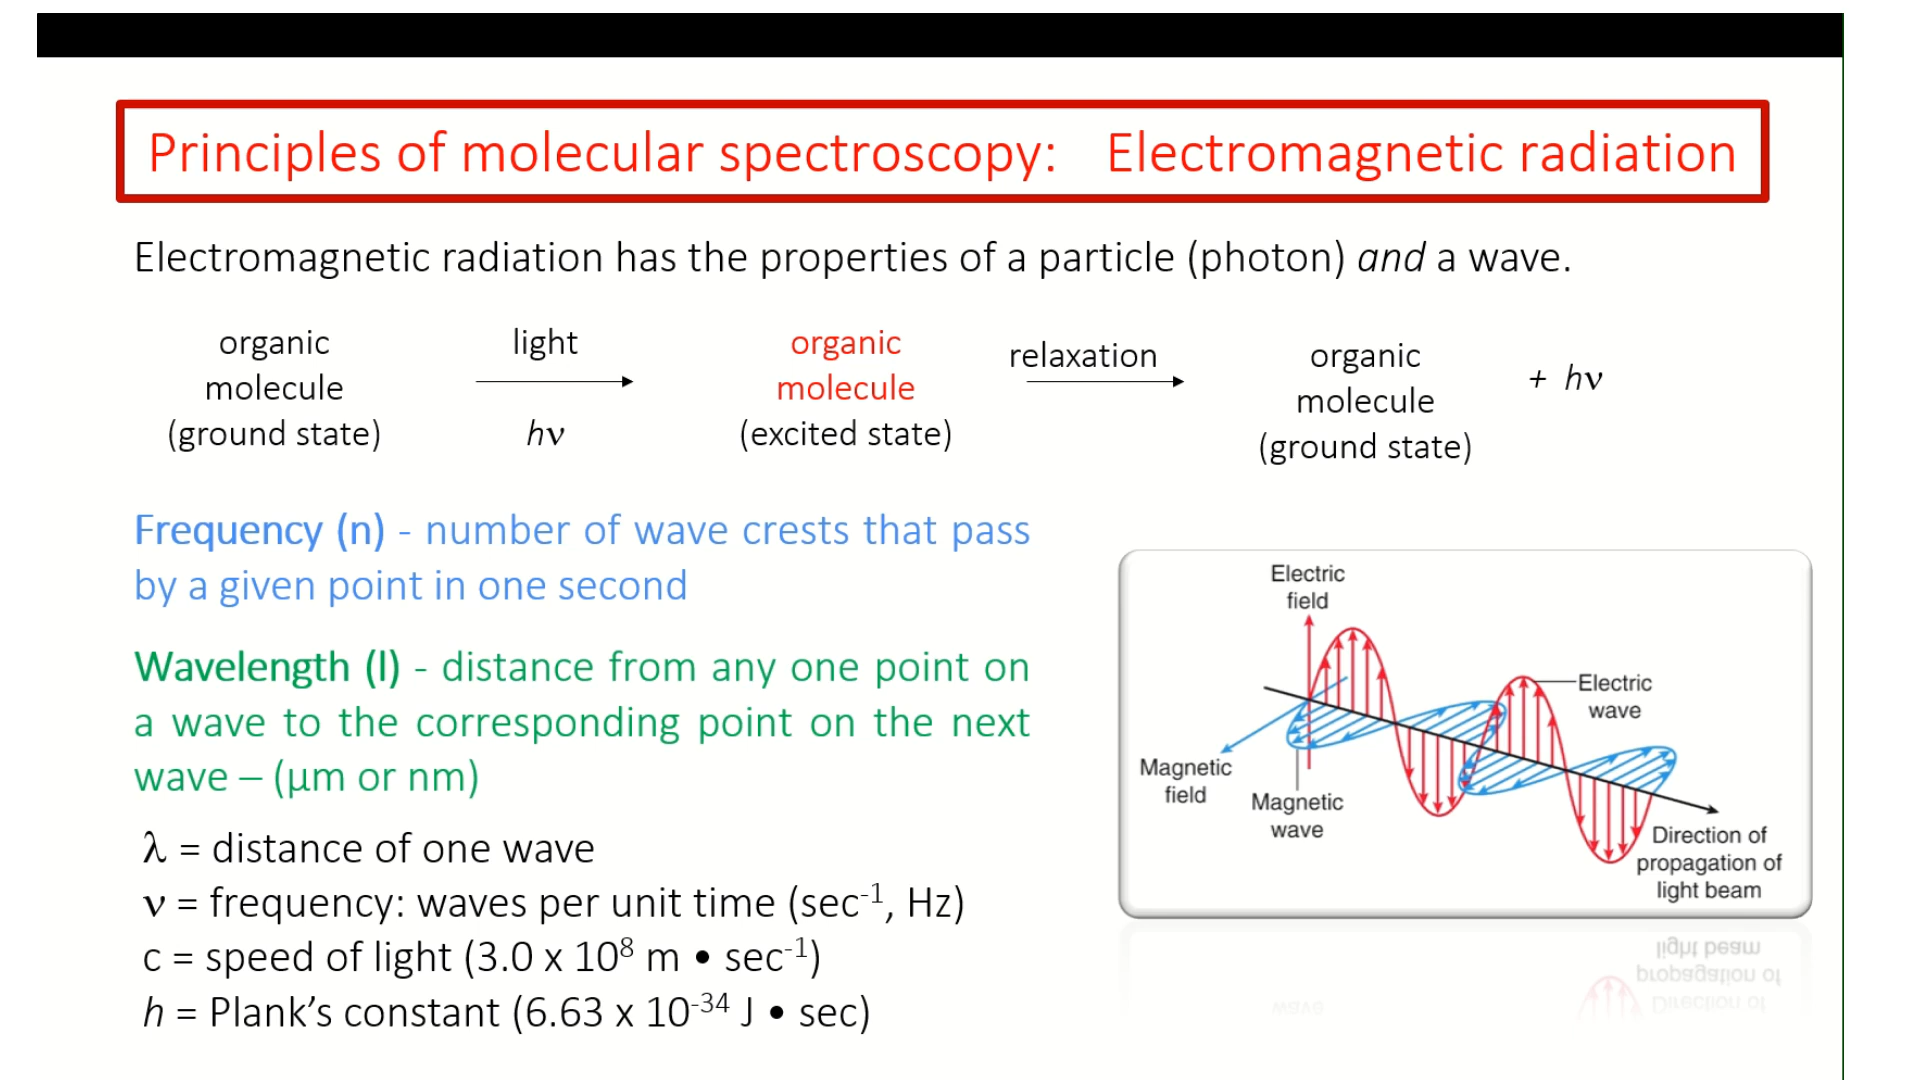 Principles of molecular spectroscopy: Electromagnetic radiation
Electromagnetic radiation has the properties of a particle (photon) and a wave.
organic
molecule
(ground state)
light
hν
organic
molecule
(excited state)
relaxation
organic
molecule
(ground state)
+ hν
Frequency (n) - number of wave crests that pass
by a given point in one second
Wavelength (l) - distance from any one point on
a wave to the corresponding point on the next
wave – (μm or nm)
λ = distance of one wave
ν = frequency: waves per unit time (sec⁻¹, Hz)
c = speed of light (3.0 x 10⁸ m • sec⁻¹)
h = Plank’s constant (6.63 x 10⁻³⁴ J • sec)
Electric
field
Electric
wave
Magnetic
field
Magnetic
wave
Direction of
propagation of
light beam